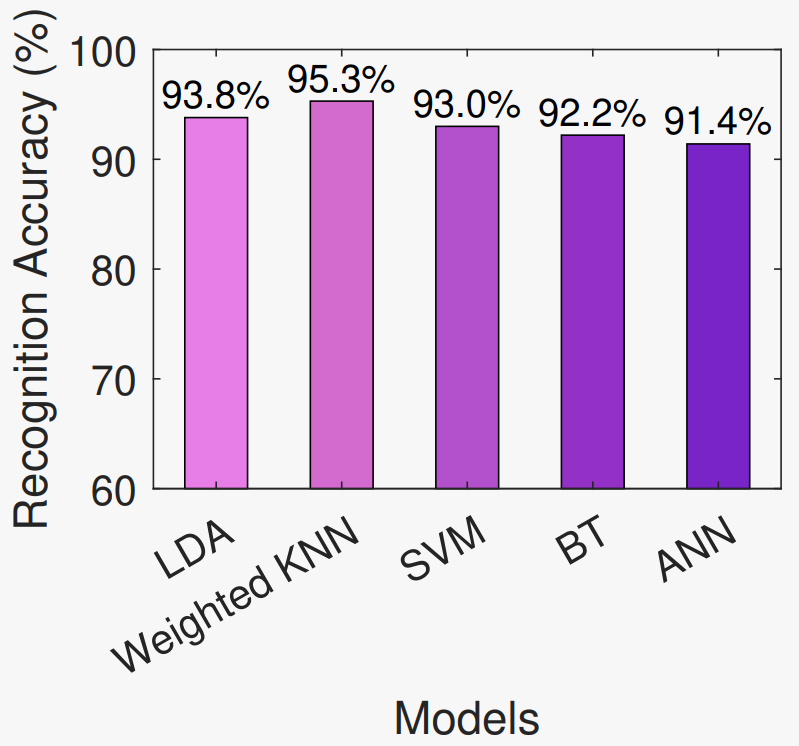 Recognition Accuracy (%)
100
90
80
70
60
93.8%
95.3%
93.0%
92.2%
91.4%
LDA
Weighted KNN
SVM
BT
ANN
Models